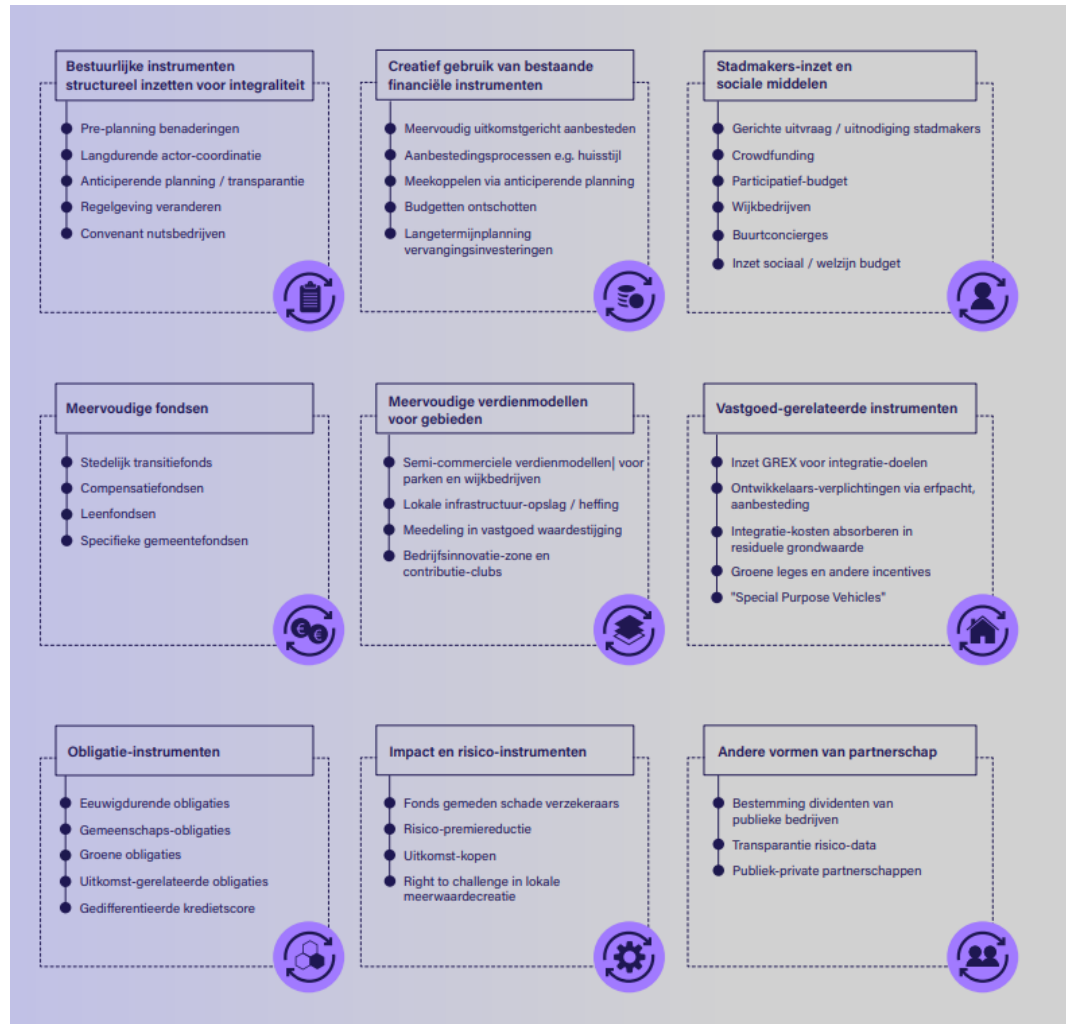 Bestuurlijke instrumenten
structureel inzetten voor integraliteit
Pre-planning benaderingen
Langdurende actor-coordinatie
Anticiperende planning / transparantie
Regelgeving veranderen
Convenant nutsbedrijven
Creatief gebruik van bestaande
financiële instrumenten
Meervoudig uitkomstgericht aanbesteden
Aanbestedingsprocessen e.g. huisstijl
Meekoppelen via anticiperende planning
Budgetten ontschotten
Langetermijnplanning
vervangingsinvesteringen
Stadmakers-inzet en
sociale middelen
Gerichte uitvraag / uitnodiging stadmakers
Crowdfunding
Participatief-budget
Wijkbedrijven
Buurtconcierges
Inzet sociaal / welzijn budget
Meervoudige fondsen
Stedelijk transitiefonds
Compensatiefondsen
Leenfondsen
Specifieke gemeentefondsen
Meervoudige verdienmodellen
voor gebieden
Semi-commerciele verdienmodellen| voor
parken en wijkbedrijven
Lokale infrastructuur-opslag / heffing
Meedeling in vastgoed waardestijging
Bedrijfsinnovatie-zone en
contributie-clubs
Vastgoed-gerelateerde instrumenten
Inzet GREX voor integratie-doelen
Ontwikkelaars-verplichtingen via erfpacht,
aanbesteding
Integratie-kosten absorberen in
residuele grondwaarde
Groene leges en andere incentives
"Special Purpose Vehicles"
Obligatie-instrumenten
Eeuwigdurende obligaties
Gemeenschaps-obligaties
Groene obligaties
Uitkomst-gerelateerde obligaties
Gedifferentieerde kredietscore
Impact en risico-instrumenten
Fonds gemeden schade verzekeraars
Risico-premiereductie
Uitkomst-kopen
Right to challenge in lokale
meerwaardecreatie
Andere vormen van partnerschap
Bestemming dividenten van
publieke bedrijven
Transparantie risico-data
Publiek-private partnerschappen